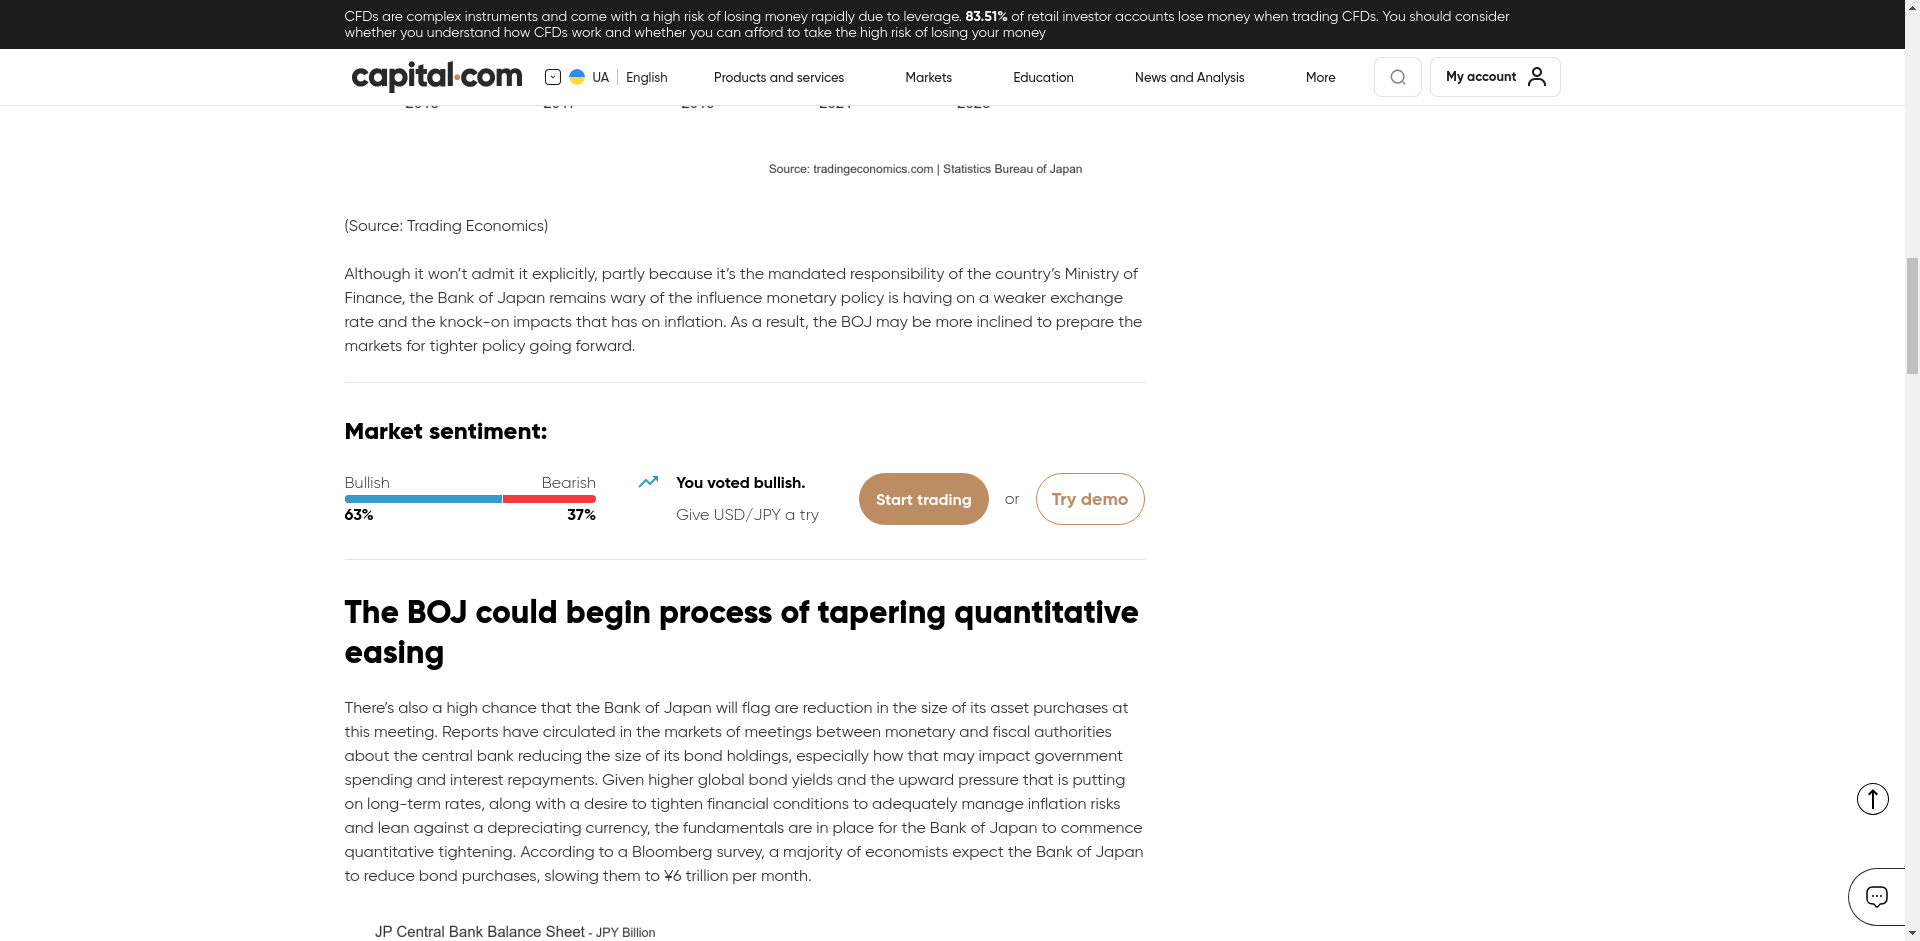 CFDs are complex instruments and come with a high risk of losing money rapidly due to leverage. 83.51% of retail investor accounts lose money when trading CFDs. You should consider
whether you understand how CFDs work and whether you can afford to take the high risk of losing your money
capital.com
UA
English
Products and services
Markets
Education
News and Analysis
More
My account
Source: tradingeconomics.com | Statistics Bureau of Japan
(Source: Trading Economics)
Although it won’t admit it explicitly, partly because it’s the mandated responsibility of the country’s Ministry of
Finance, the Bank of Japan remains wary of the influence monetary policy is having on a weaker exchange
rate and the knock-on impacts that has on inflation. As a result, the BOJ may be more inclined to prepare the
markets for tighter policy going forward.
Market sentiment:
Bullish
Bearish
63%
37%
You voted bullish.
Give USD/JPY a try
Start trading
or
Try demo
The BOJ could begin process of tapering quantitative
easing
There’s also a high chance that the Bank of Japan will flag are reduction in the size of its asset purchases at
this meeting. Reports have circulated in the markets of meetings between monetary and fiscal authorities
about the central bank reducing the size of its bond holdings, especially how that may impact government
spending and interest repayments. Given higher global bond yields and the upward pressure that is putting
on long-term rates, along with a desire to tighten financial conditions to adequately manage inflation risks
and lean against a depreciating currency, the fundamentals are in place for the Bank of Japan to commence
quantitative tightening. According to a Bloomberg survey, a majority of economists expect the Bank of Japan
to reduce bond purchases, slowing them to ¥6 trillion per month.
JP Central Bank Balance Sheet - JPY Billion